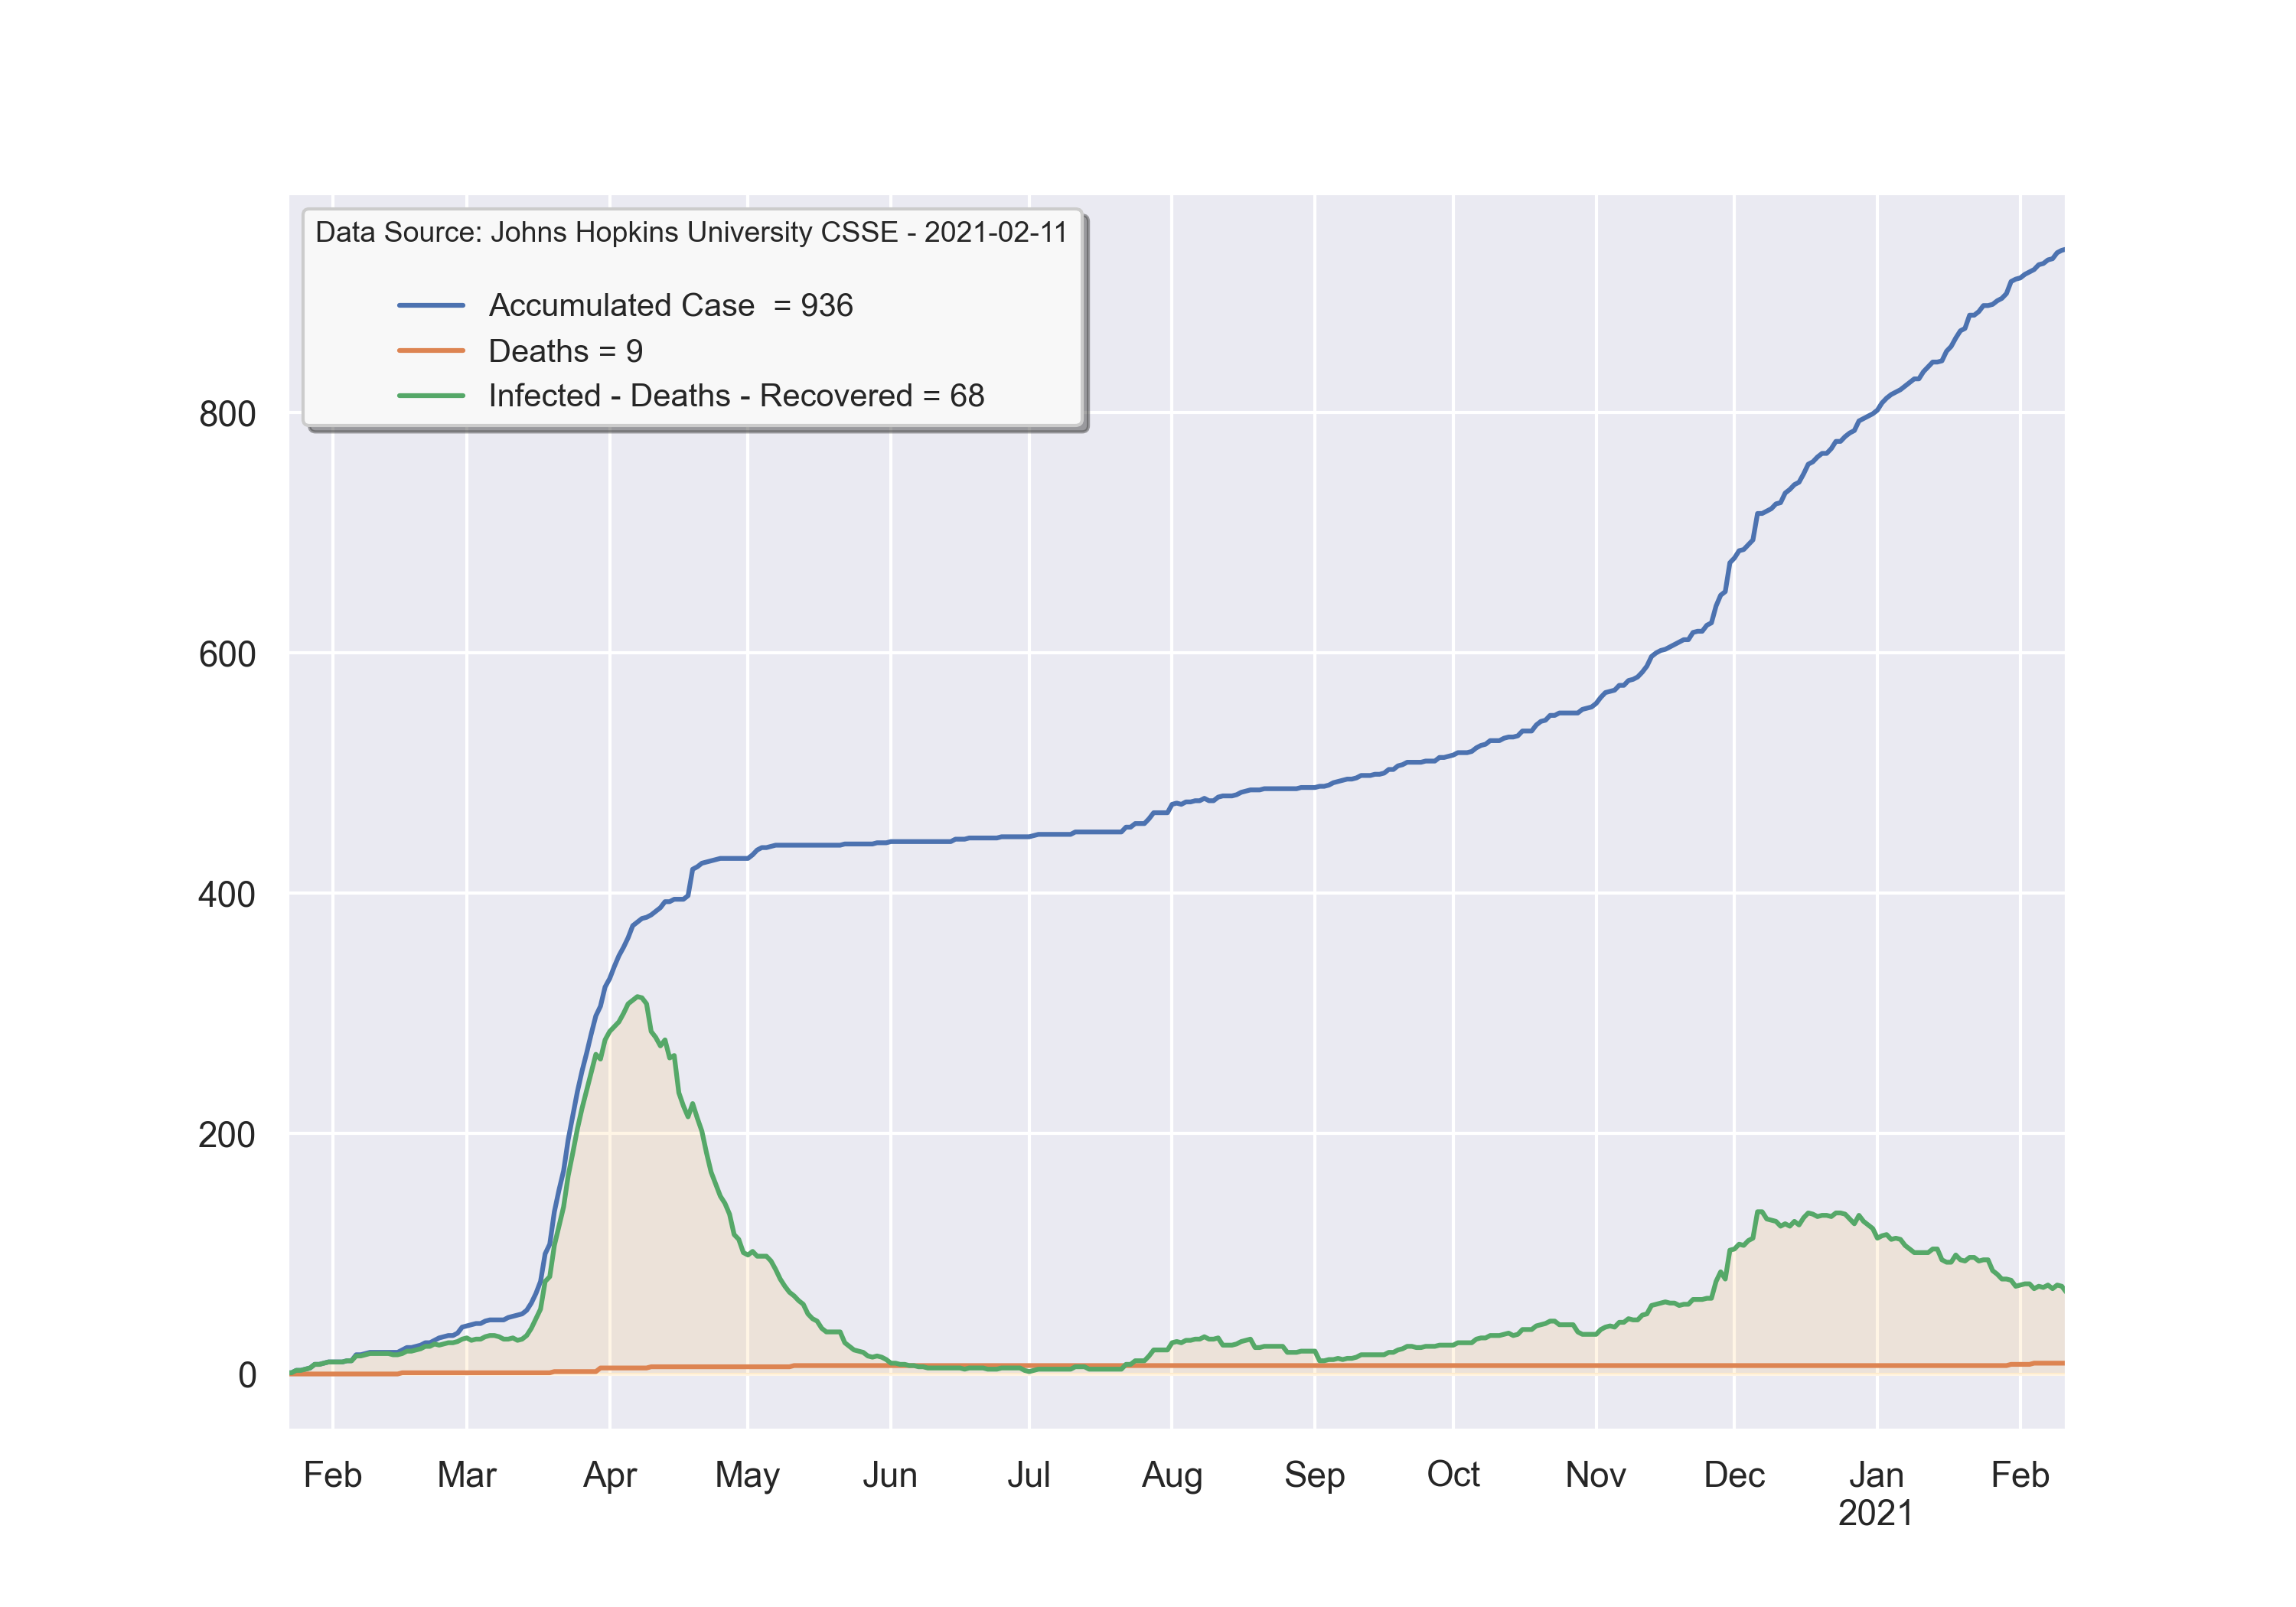 Data Source: Johns Hopkins University CSSE - 2021-02-11
Accumulated Case  = 936
Deaths = 9
Infected - Deaths - Recovered = 68
800
600
400
200
0
Feb Mar Apr May Jun Jul Aug Sep Oct Nov Dec Jan Feb
2021